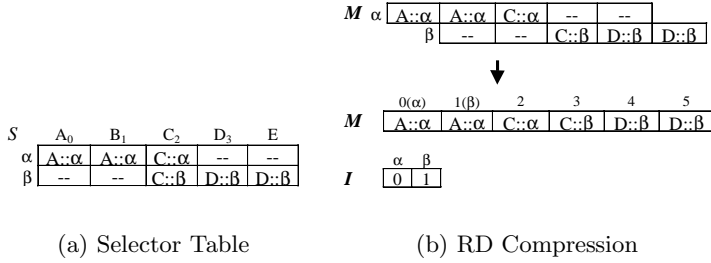 M α A::α A::α C::α -- --
β -- -- C::β D::β D::β
0(α) 1(β) 2 3 4 5
M A::α A::α C::α C::β D::β D::β
S A₀ B₁ C₂ D₃ E
α A::α A::α C::α -- --
β -- -- C::β D::β D::β
α β
I 0 1
(a) Selector Table
(b) RD Compression